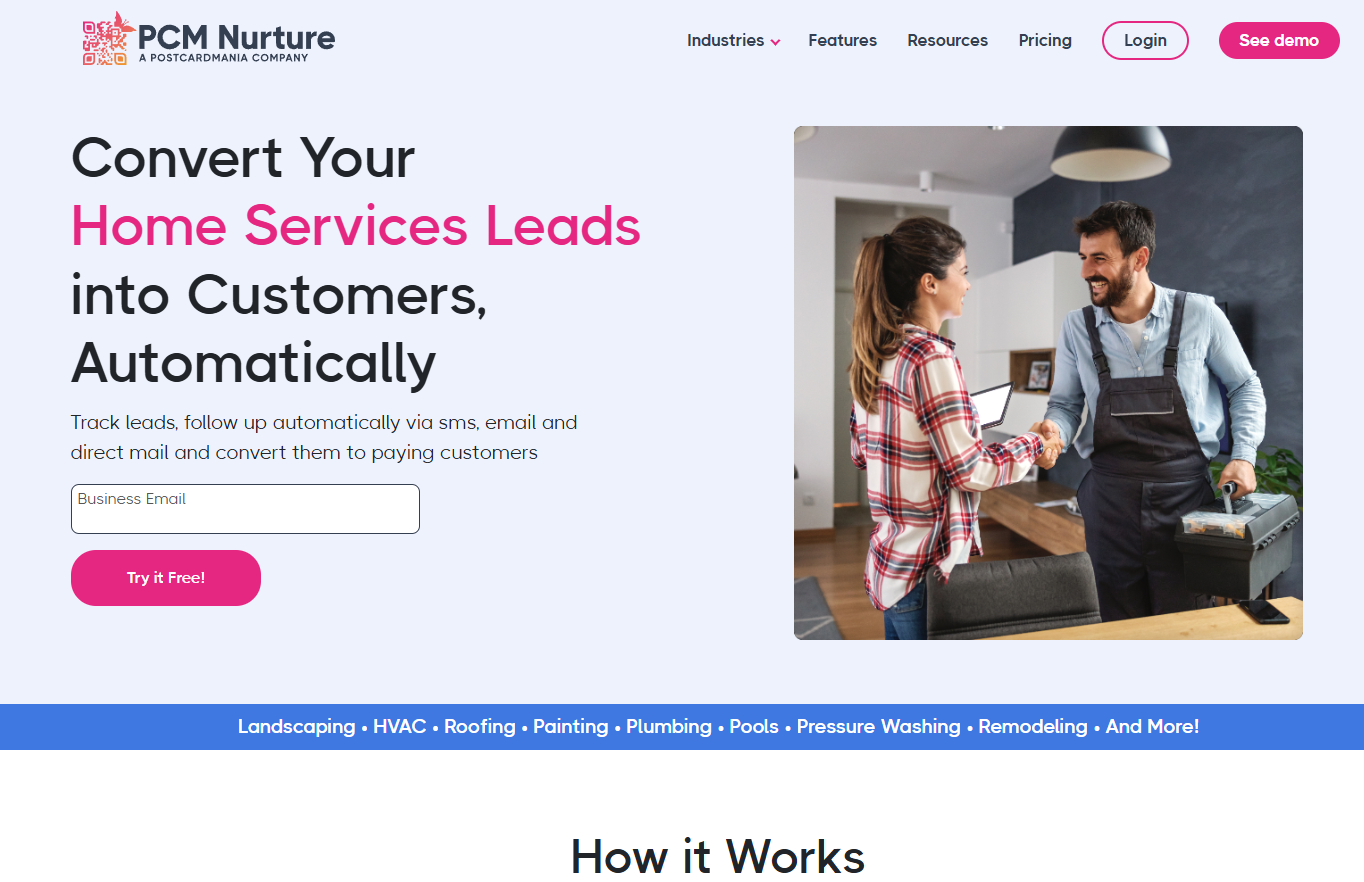 PCM Nurture
A POSTCARDMANIA COMPANY
Industries
Features
Resources
Pricing
Login
See demo
Convert Your
Home Services Leads
into Customers,
Automatically
Track leads, follow up automatically via sms, email and
direct mail and convert them to paying customers
Business Email
Try it Free!
Landscaping • HVAC • Roofing • Painting • Plumbing • Pools • Pressure Washing • Remodeling • And More!
How it Works